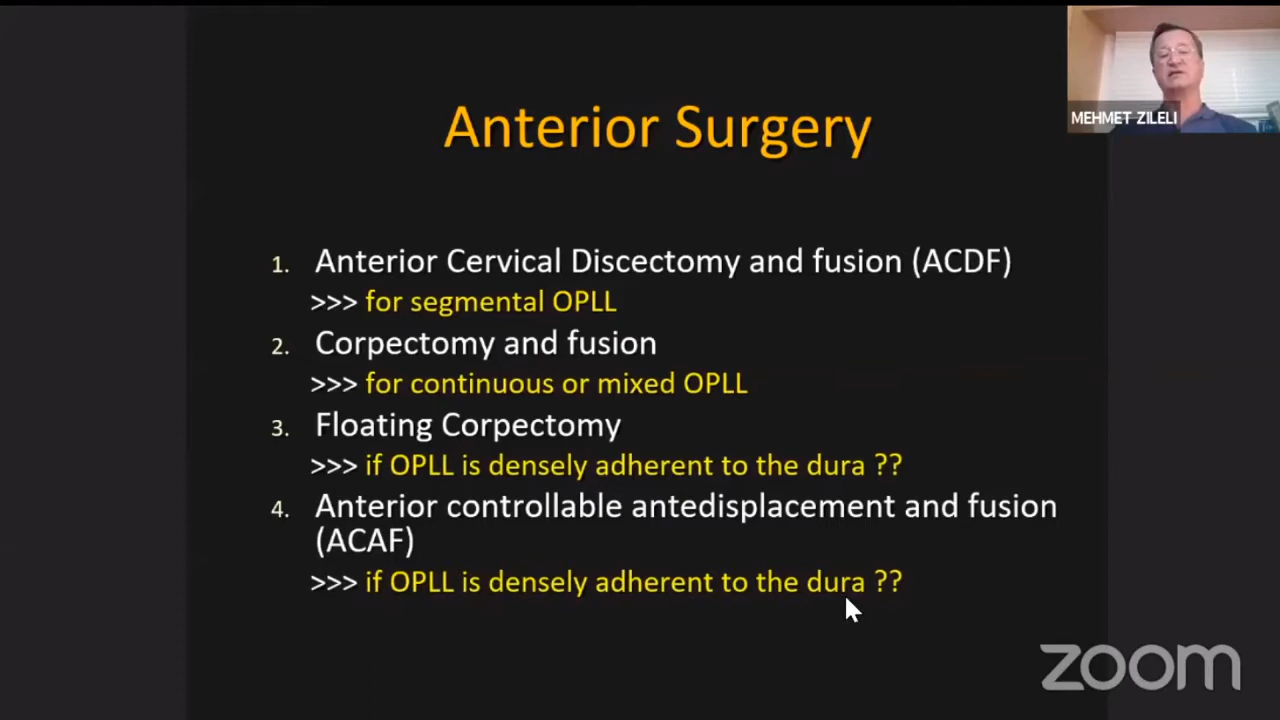 MEHMET ZILELI
Anterior Surgery
1. Anterior Cervical Discectomy and fusion (ACDF)
>>> for segmental OPLL
2. Corpectomy and fusion
>>> for continuous or mixed OPLL
3. Floating Corpectomy
>>> if OPLL is densely adherent to the dura ??
4. Anterior controllable antedisplacement and fusion
(ACAF)
>>> if OPLL is densely adherent to the dura ??
zoom